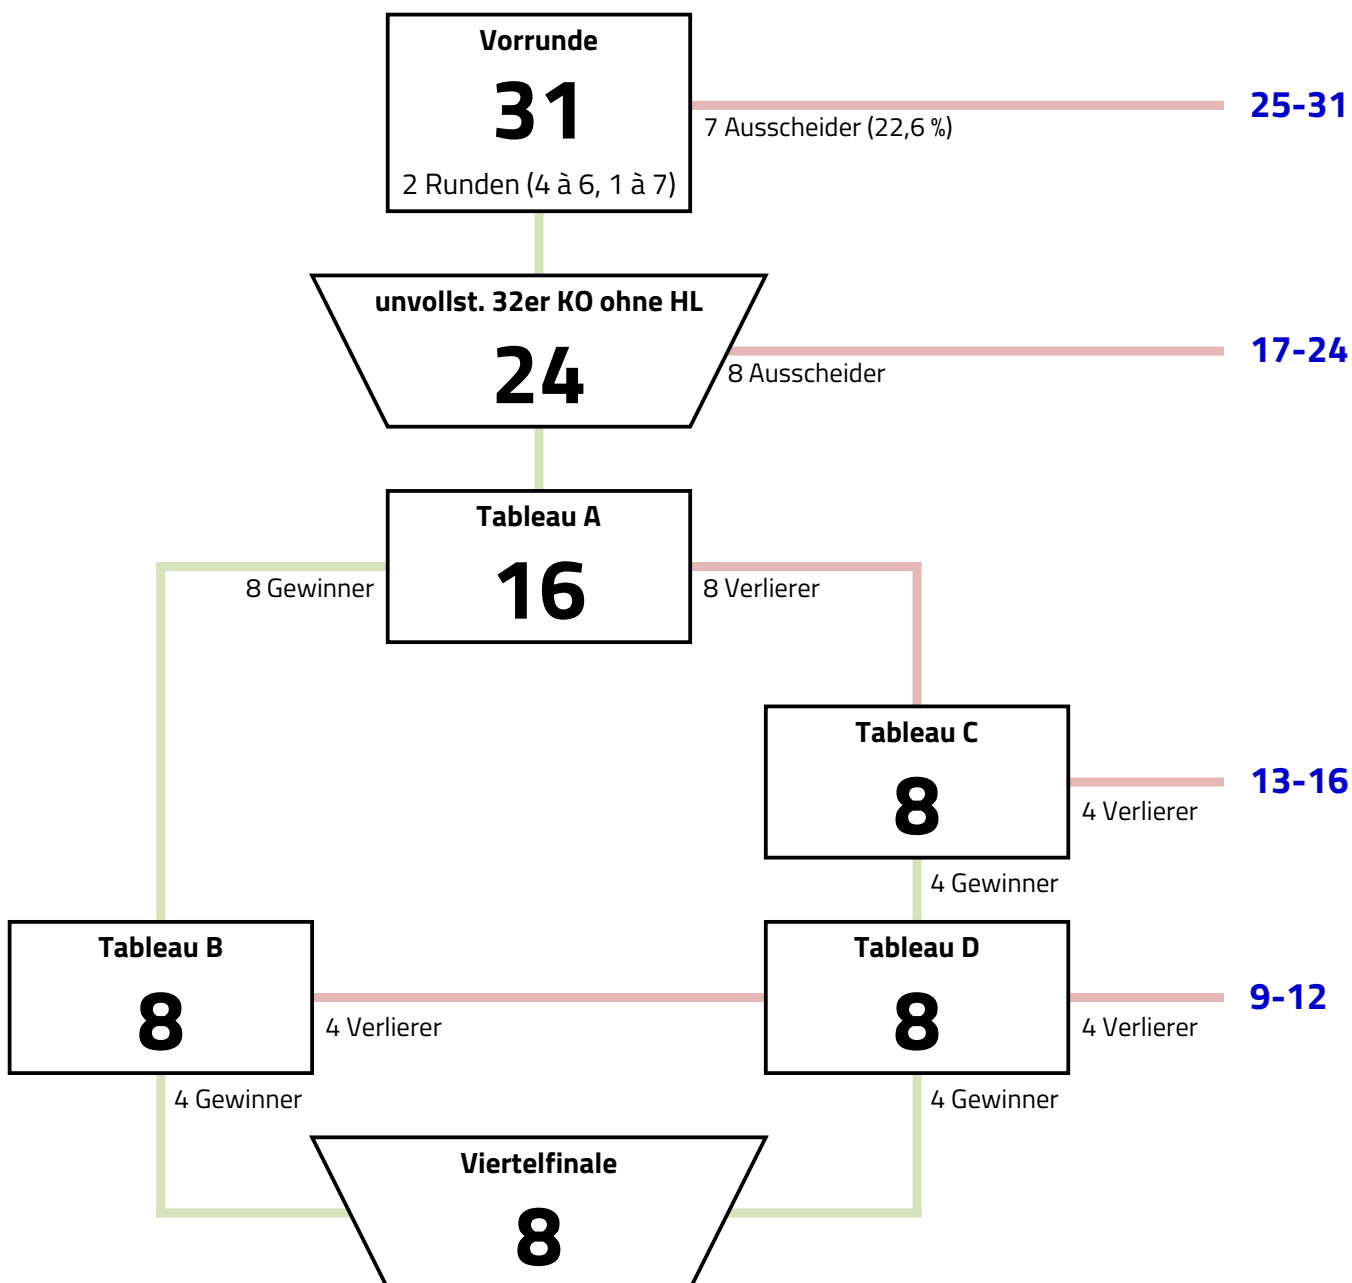 Vorrunde
31
2 Runden (4 à 6, 1 à 7)
7 Ausscheider (22,6 %)
25-31
unvollst. 32er KO ohne HL
24
8 Ausscheider
17-24
Tableau A
16
8 Gewinner
8 Verlierer
Tableau C
8
4 Verlierer
13-16
4 Gewinner
Tableau B
8
4 Verlierer
4 Gewinner
Tableau D
8
4 Verlierer
9-12
4 Gewinner
Viertelfinale
8